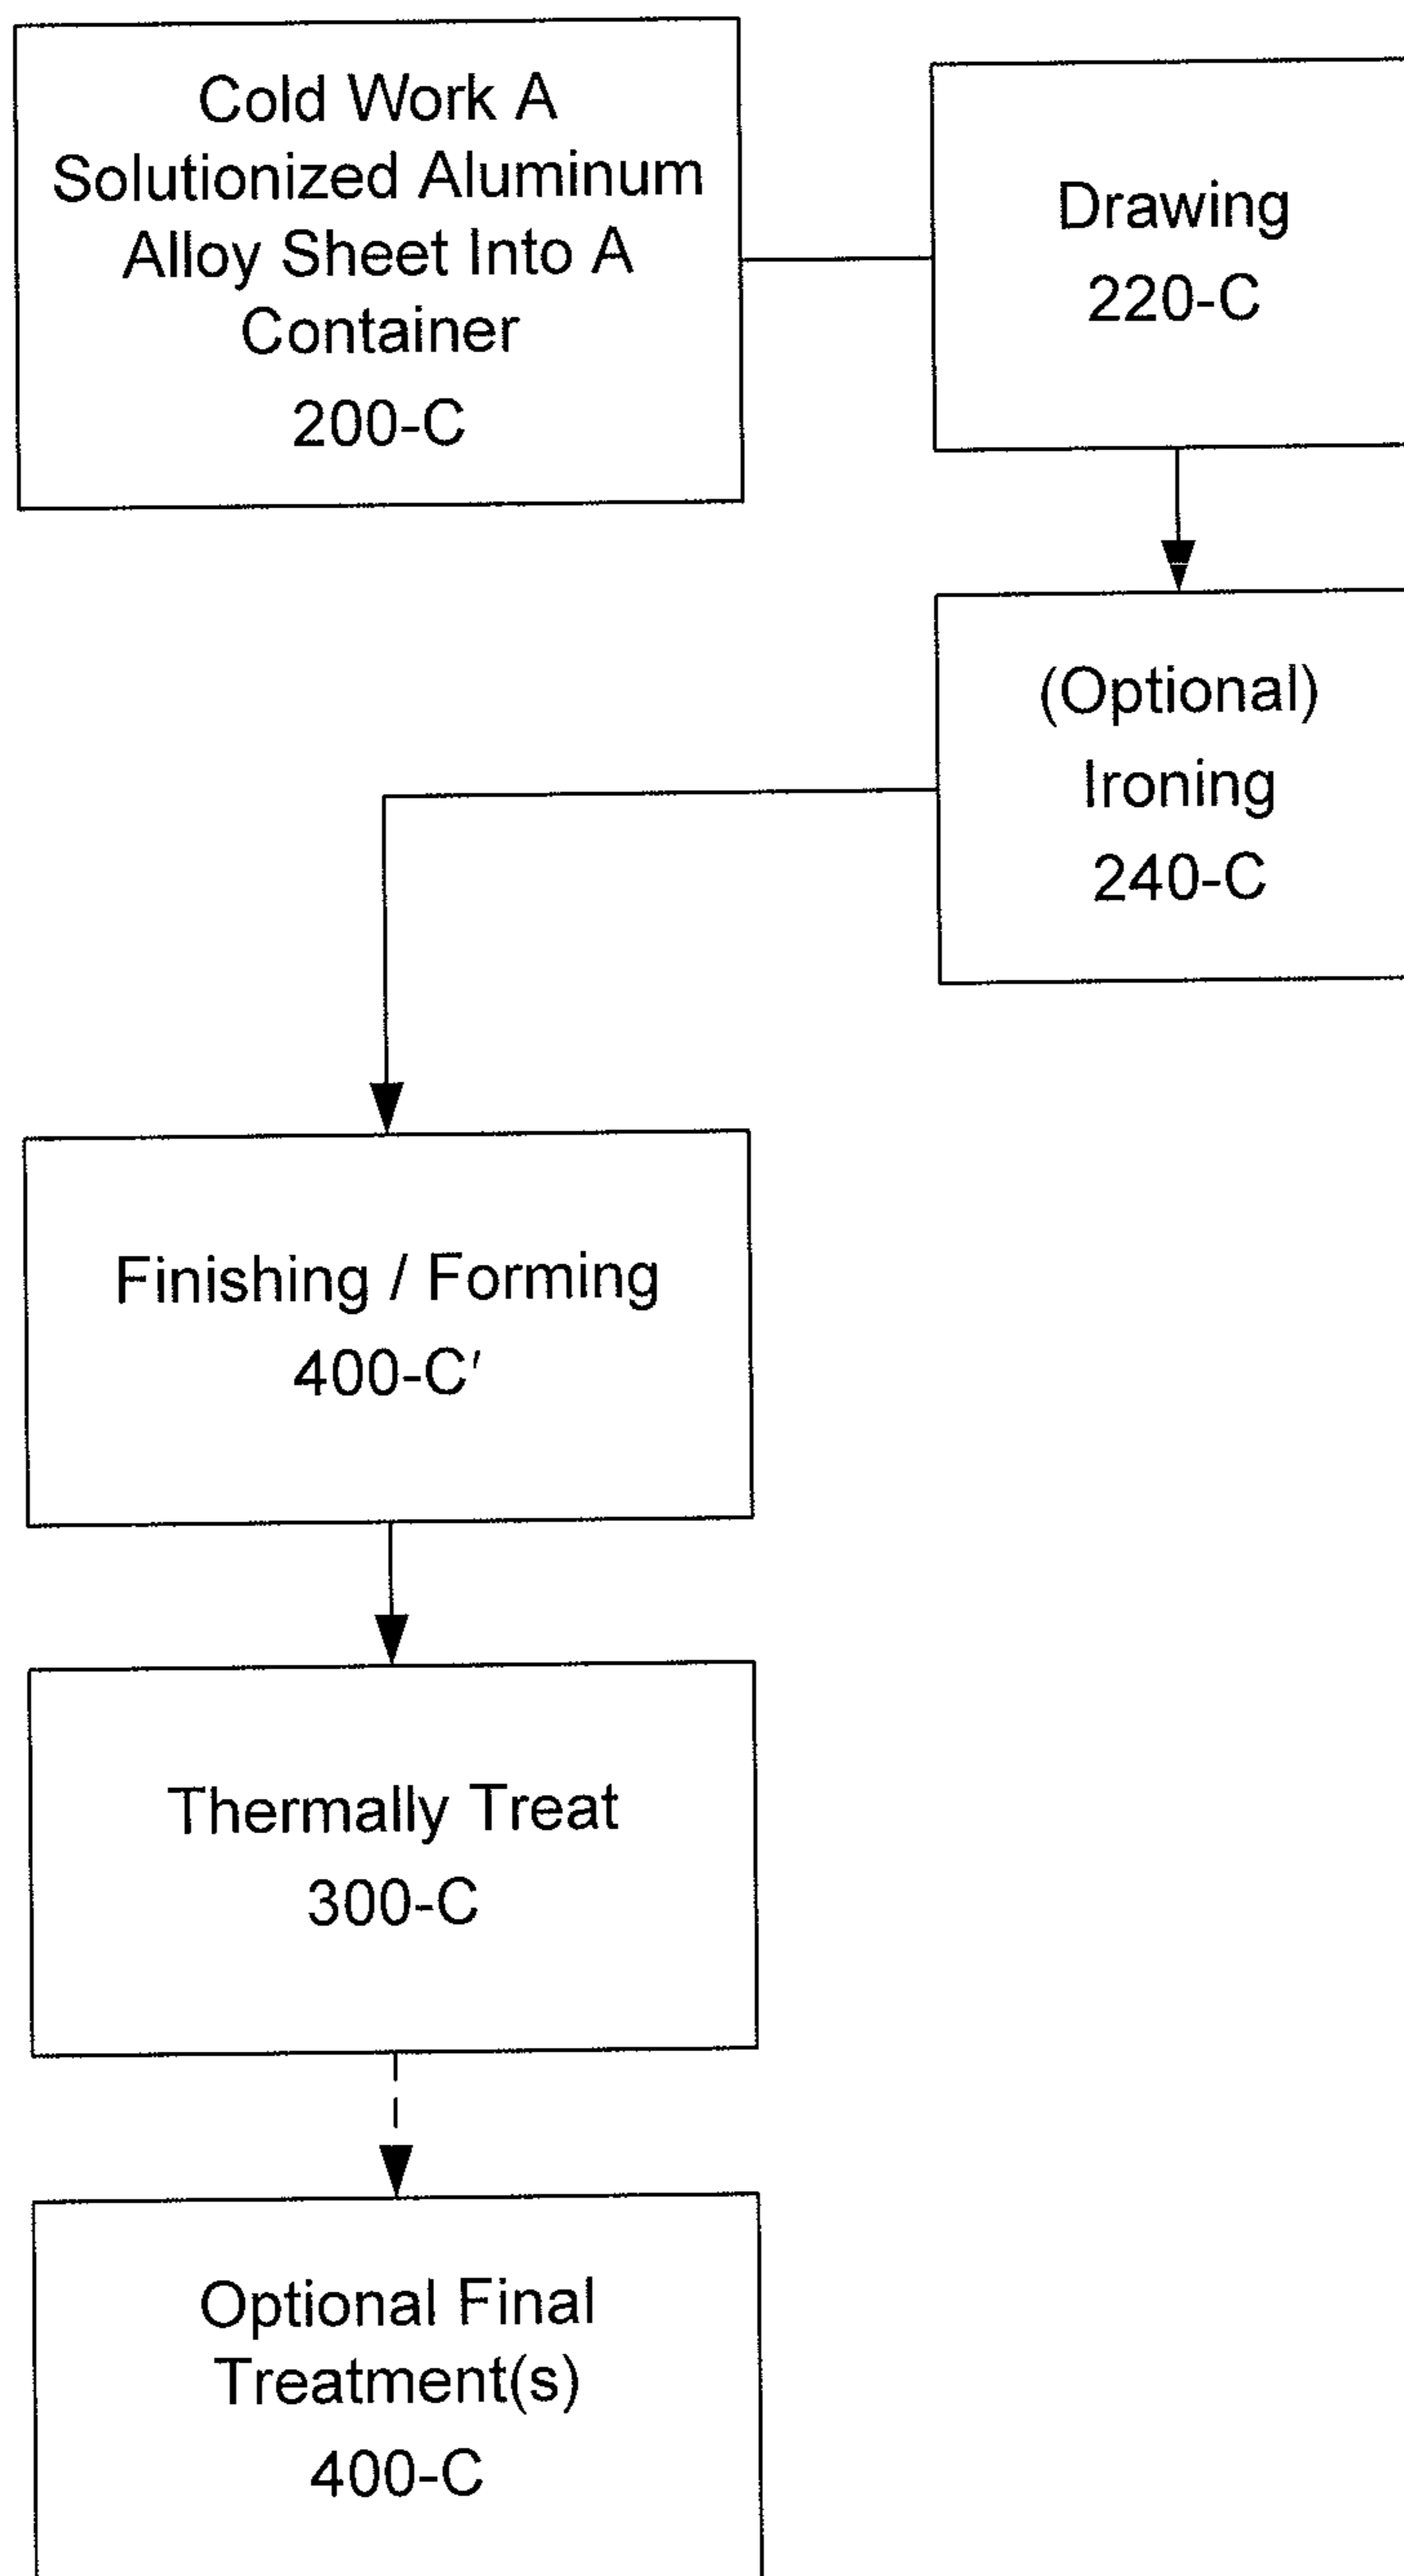 Cold Work A
Solutionized Aluminum
Alloy Sheet Into A
Container
200-C
Drawing
220-C
(Optional)
Ironing
240-C
Finishing / Forming
400-C′
Thermally Treat
300-C
Optional Final
Treatment(s)
400-C